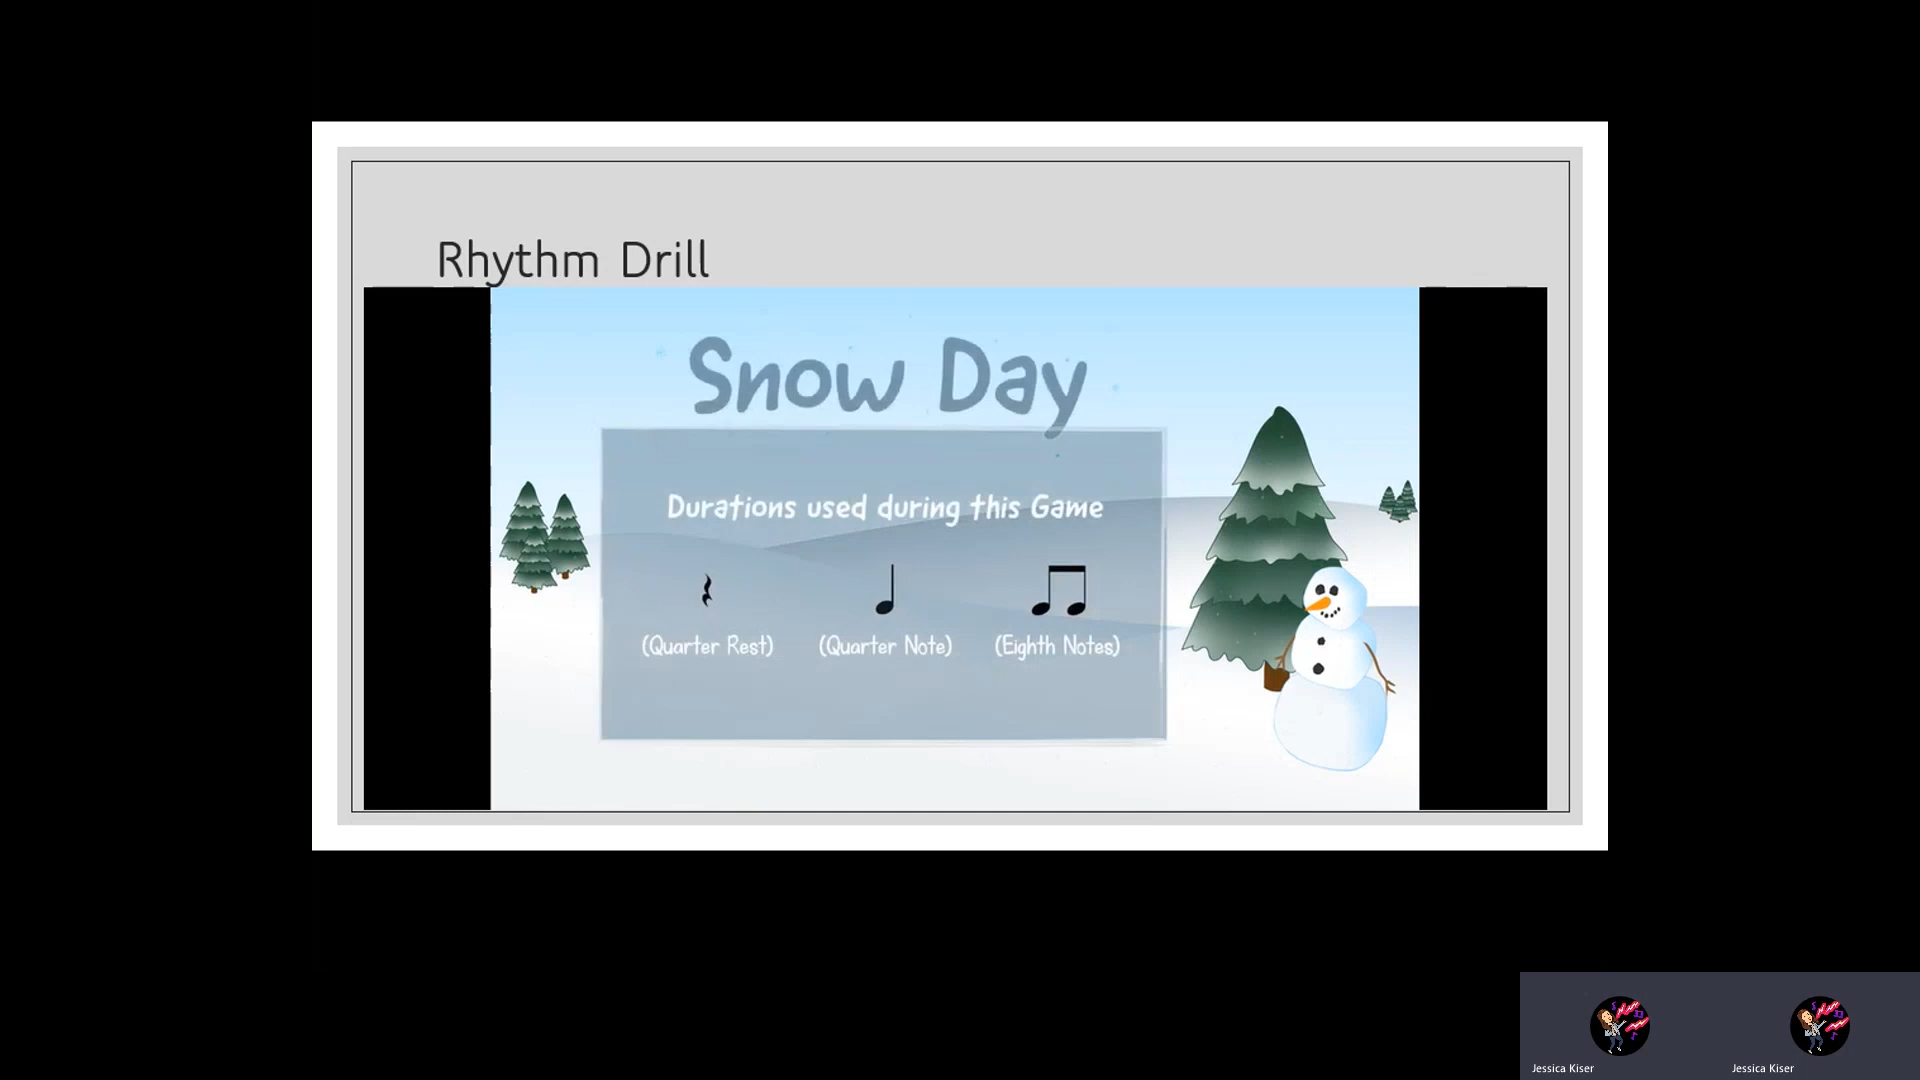 Rhythm Drill
Snow Day
Durations used during this Game
(Quarter Rest) (Quarter Note) (Eighth Notes)
Jessica Kiser Jessica Kiser